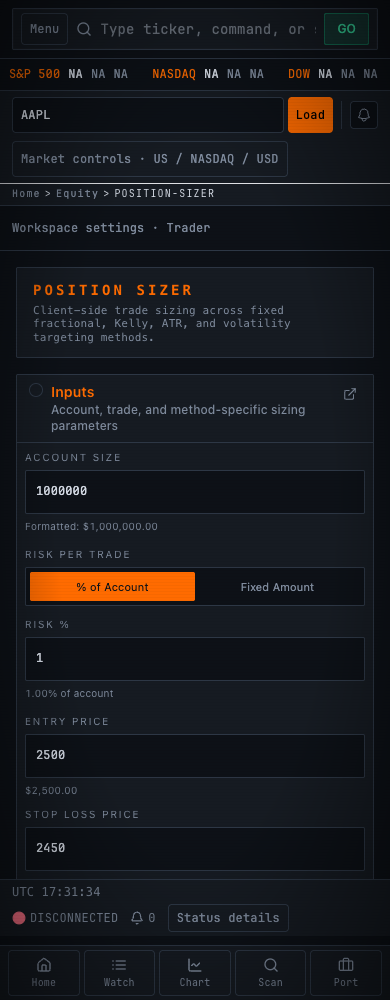 Menu Type ticker, command, or GO
S&P 500 NA NA NA NASDAQ NA NA NA DOW NA NA NA
AAPL Load
Market controls · US / NASDAQ / USD
Home > Equity > POSITION-SIZER
Workspace settings · Trader
POSITION SIZER
Client-side trade sizing across fixed
fractional, Kelly, ATR, and volatility
targeting methods.
Inputs
Account, trade, and method-specific sizing
parameters
ACCOUNT SIZE
1000000
Formatted: $1,000,000.00
RISK PER TRADE
% of Account Fixed Amount
RISK %
1
1.00% of account
ENTRY PRICE
2500
$2,500.00
STOP LOSS PRICE
2450
UTC 17:31:34
DISCONNECTED 0 Status details
Home Watch Chart Scan Port